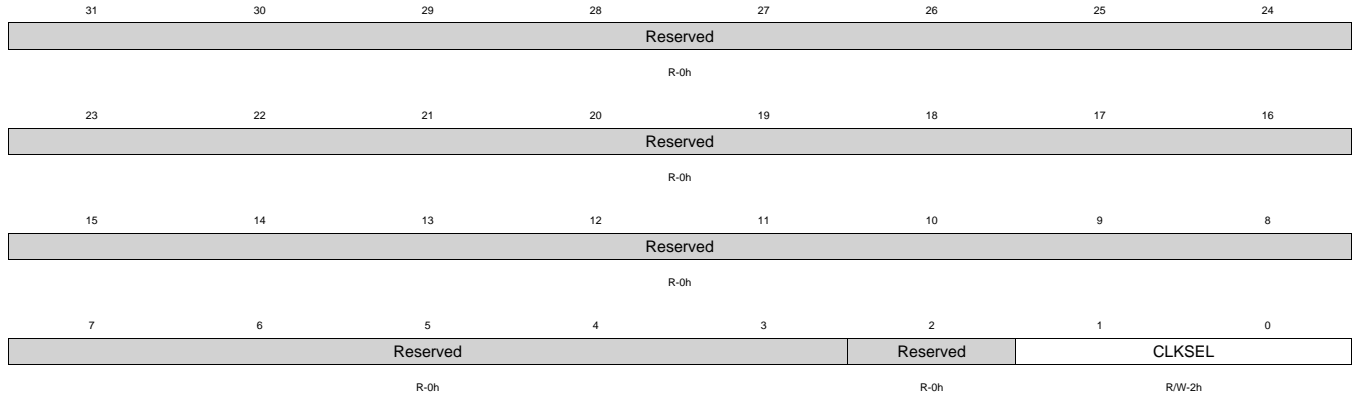 31 30 29 28 27 26 25 24
Reserved
R-0h
23 22 21 20 19 18 17 16
Reserved
R-0h
15 14 13 12 11 10 9 8
Reserved
R-0h
7 6 5 4 3 2 1 0
Reserved Reserved CLKSEL
R-0h R-0h R/W-2h